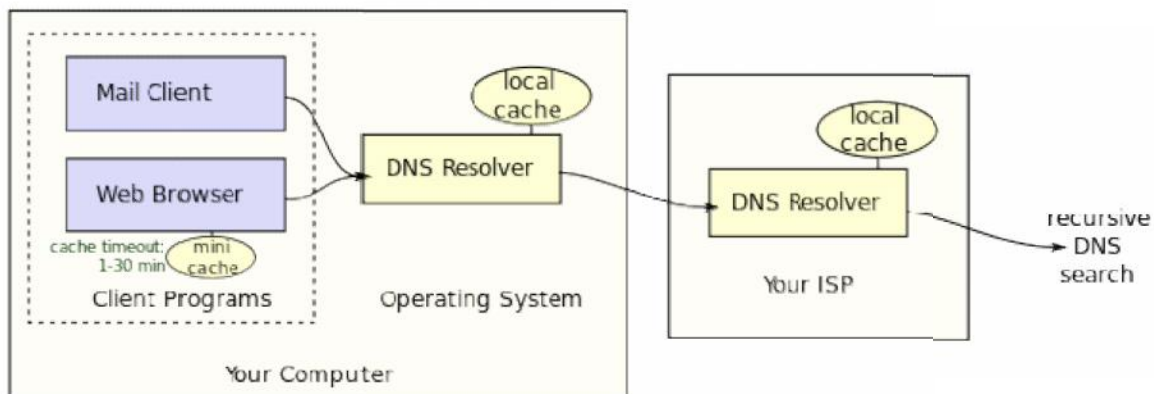 Mail Client
Web Browser
cache timeout:
1-30 min
mini
cache
Client Programs
local
cache
DNS Resolver
Operating System
Your Computer
local
cache
DNS Resolver
Your ISP
recursive
DNS
search